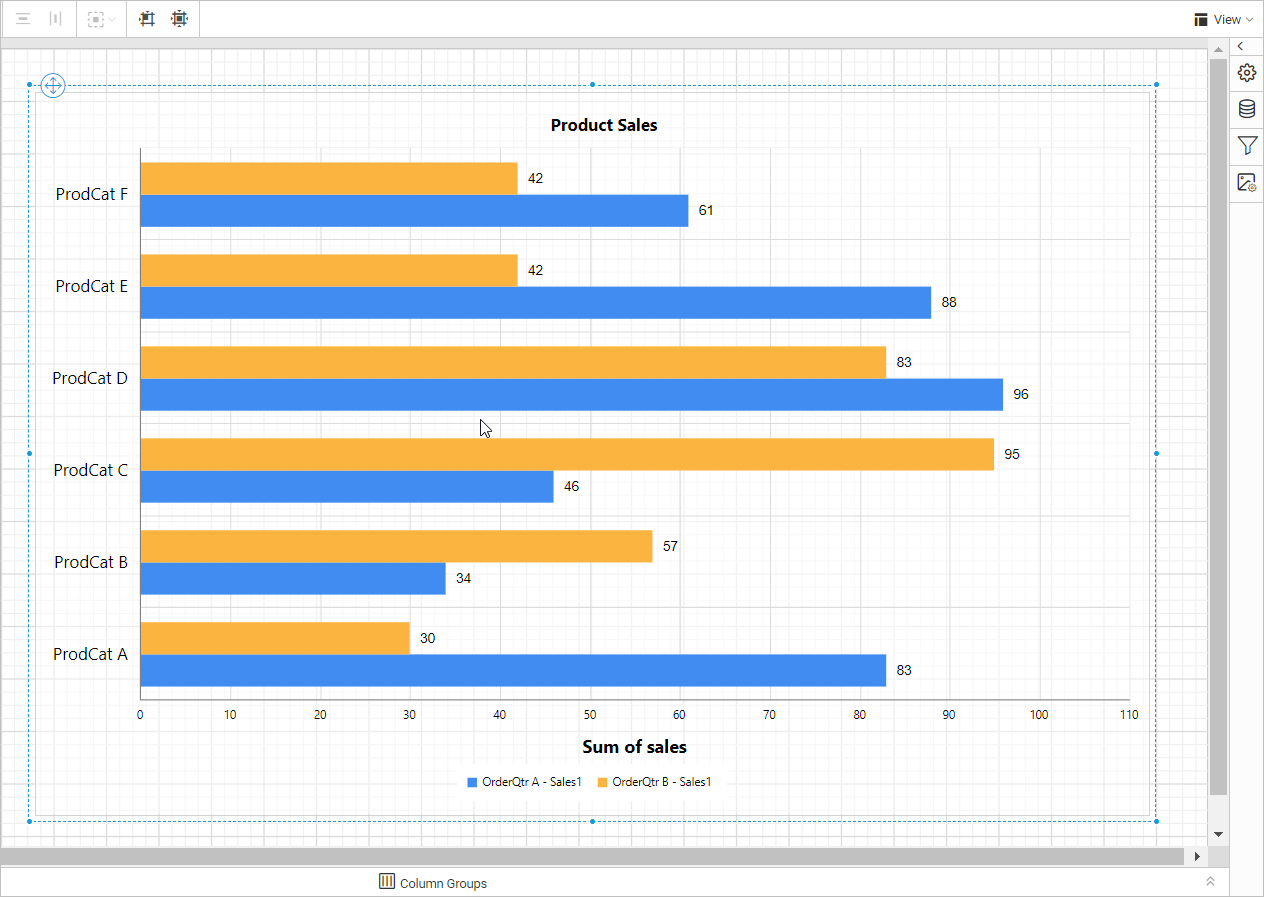 View
Product Sales
ProdCat F
42
61
ProdCat E
42
88
ProdCat D
83
96
ProdCat C
95
46
ProdCat B
57
34
ProdCat A
30
83
0 10 20 30 40 50 60 70 80 90 100 110
Sum of sales
OrderQtr A - Sales1 OrderQtr B - Sales1
Column Groups